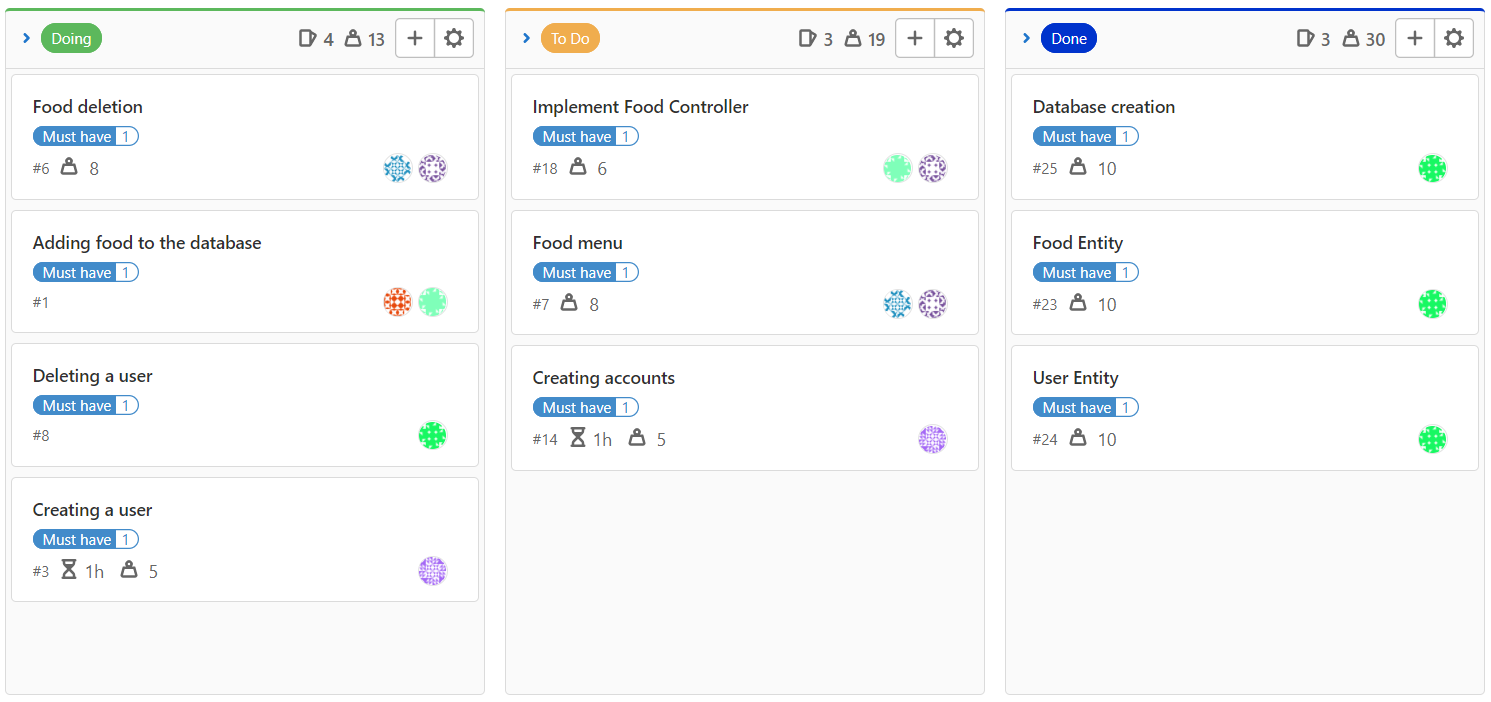 Doing 4 13
Food deletion
Must have 1
#6 8
Adding food to the database
Must have 1
#1
Deleting a user
Must have 1
#8
Creating a user
Must have 1
#3 1h 5
To Do 3 19
Implement Food Controller
Must have 1
#18 6
Food menu
Must have 1
#7 8
Creating accounts
Must have 1
#14 1h 5
Done 3 30
Database creation
Must have 1
#25 10
Food Entity
Must have 1
#23 10
User Entity
Must have 1
#24 10